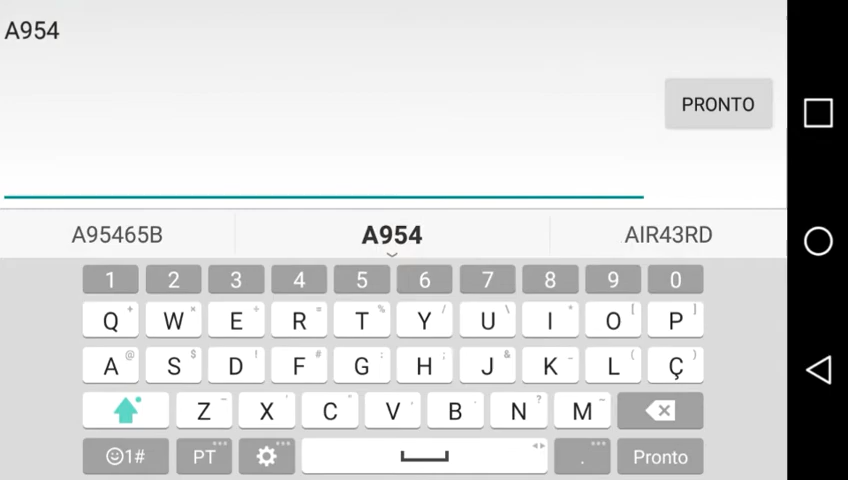 A954
PRONTO
A95465B A954 AIR43RD
1 2 3 4 5 6 7 8 9 0
Q + W × E ÷ R = T % Y / U \ I * O [ P ]
A @ S $ D ! F # G : H ; J & K _ L ( Ç )
Z - X ' C " V , B . N ? M ~
1# PT ... ... . ... Pronto